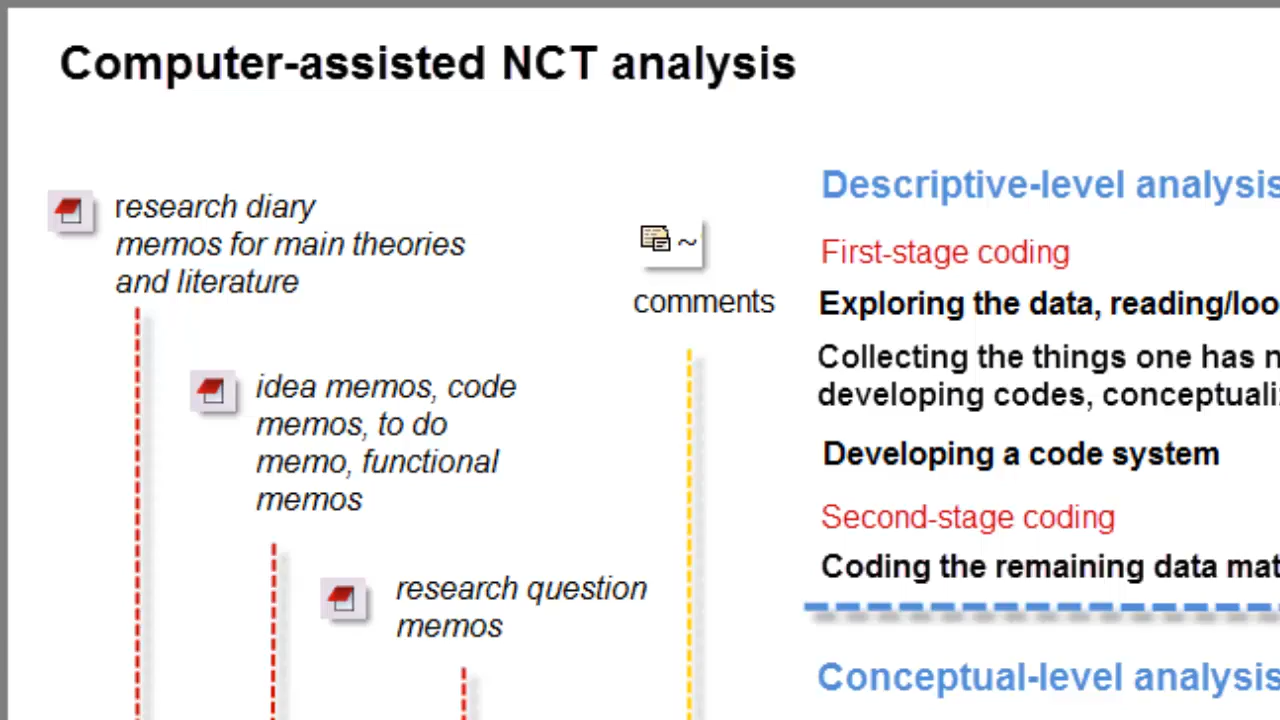 Computer-assisted NCT analysis
research diary
memos for main theories
and literature
idea memos, code
memos, to do
memo, functional
memos
research question
memos
~
comments
Descriptive-level analysis
First-stage coding
Exploring the data, reading/loo
Collecting the things one has n
developing codes, conceptuali
Developing a code system
Second-stage coding
Coding the remaining data mat
Conceptual-level analysis